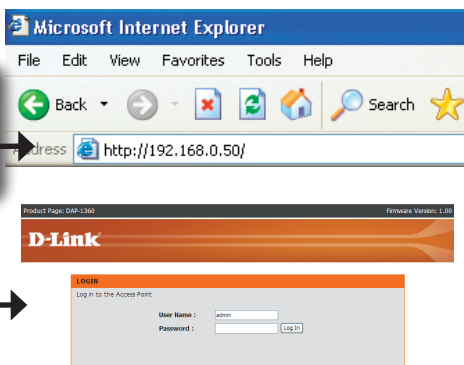 Microsoft Internet Explorer
File Edit View Favorites Tools Help
Back Search
Address http://192.168.0.50/
Product Page: DAP-1360 Firmware Version: 1.00
D-Link
LOGIN
Log in to the Access Point
User Name : admin
Password : Log In